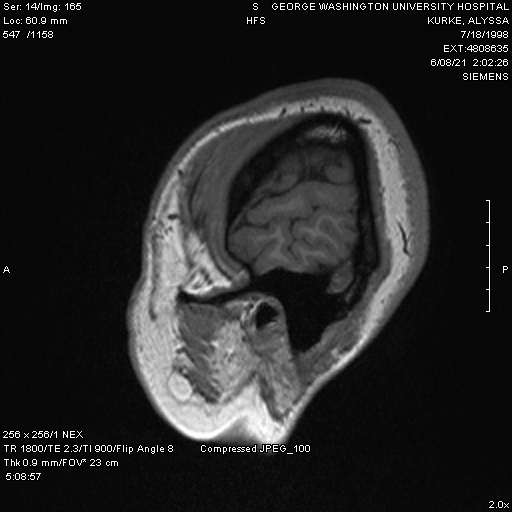 Ser: 14/Img: 165
Loc: 60.9 mm
547 /1158
S
HFS
GEORGE WASHINGTON UNIVERSITY HOSPITAL
KURKE, ALYSSA
7/18/1998
EXT:4808635
6/08/21 2:02:26
SIEMENS
A
P
256 x 256/1 NEX
TR 1800/TE 2.3/TI 900/Flip Angle 8
Compressed JPEG_100
Thk 0.9 mm/FOV* 23 cm
5:08:57
2.0x